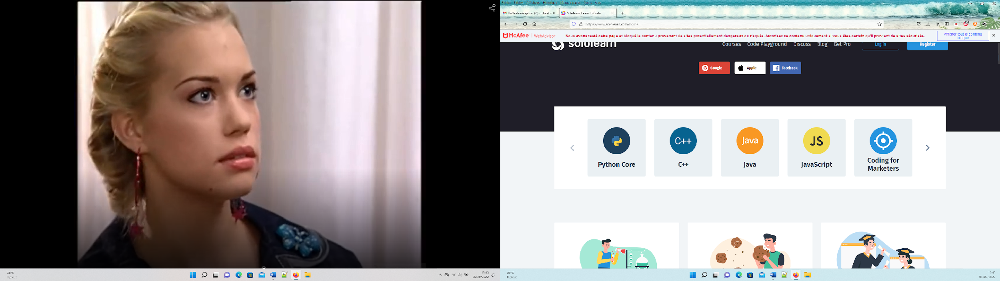 28°C
Il pleut
19:43
05/09/2022
Fichier Edition Affichage Historique Marque-pages Outils Aide
Boîte de réception (2) -
Sololearn: Learn to Code
https://www.sololearn.com/home
McAfee | WebAdvisor
Nous avons testé cette page et bloqué le contenu provenant de sites potentiellement dangereux ou risqués. Autorisez ce contenu uniquement si vous êtes certain qu'il provient de sites sécurisés.
Afficher tout le contenu
bloqué
sololearn
Courses Code Playground Discuss Blog Get Pro Log In Register
Google Apple Facebook
C++ Java JS
Python Core C++ Java JavaScript Coding for
Marketers
28°C
Il pleut
19:43
05/09/2022